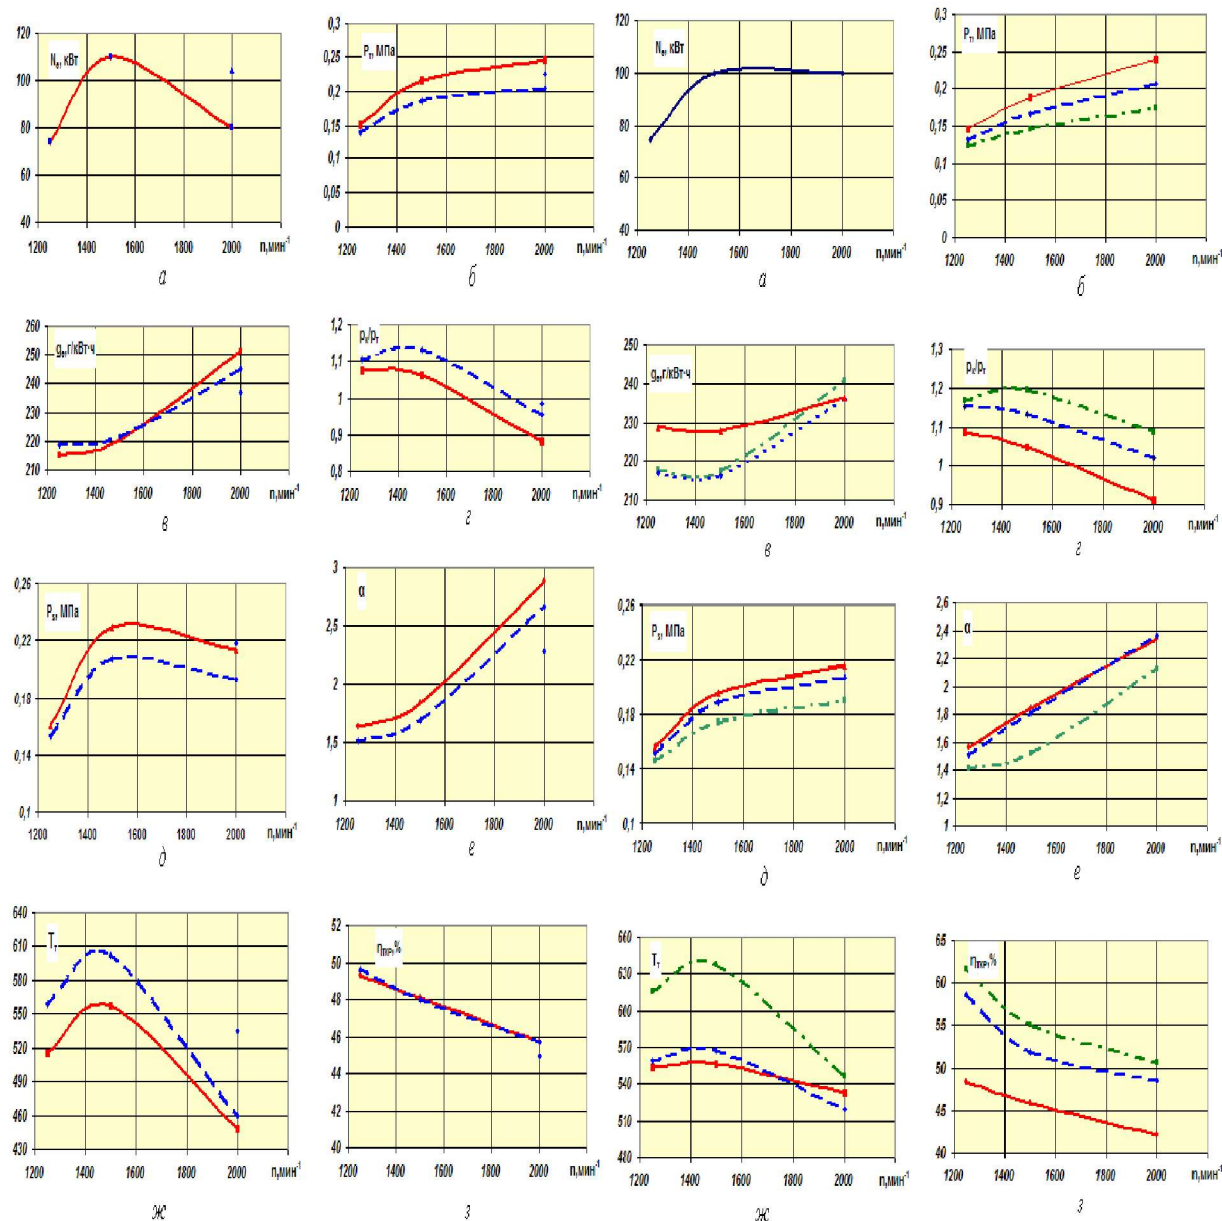 120
Nе, кВт
100
80
60
40
1200 1400 1600 1800 2000 n,мин-1
а
0,3
Рт, МПа
0,25
0,2
0,15
0,1
0,05
0
1200 1400 1600 1800 2000 n,мин-1
б
120
Nе, кВт
100
80
60
40
1200 1400 1600 1800 2000 n,мин-1
а
0,3
Рт, МПа
0,25
0,2
0,15
0,1
0,05
0
1200 1400 1600 1800 2000 n,мин-1
б
260
gе,г/кВт·ч
250
240
230
220
210
1200 1400 1600 1800 2000 n,мин-1
в
1,2
рк/рт
1,1
1
0,9
0,8
1200 1400 1600 1800 2000 n,мин-1
г
250
gе,г/кВт·ч
240
230
220
210
1200 1400 1600 1800 2000 n,мин-1
в
1,3
рк/рт
1,2
1,1
1
0,9
1200 1400 1600 1800 2000 n,мин-1
г
0,26
Рs, МПа
0,22
0,18
0,14
0,1
1200 1400 1600 1800 2000 n,мин-1
д
3
α
2,5
2
1,5
1
1200 1400 1600 1800 2000 n,мин-1
е
0,26
Рs, МПа
0,22
0,18
0,14
0,1
1200 1400 1600 1800 2000 n,мин-1
д
2,6
α
2,4
2,2
2
1,8
1,6
1,4
1,2
1
1200 1400 1600 1800 2000 n,мин-1
е
640
Тт
610
580
550
520
490
460
430
1200 1400 1600 1800 2000 n,мин-1
ж
52
ηТКР,%
50
48
46
44
42
40
1200 1400 1600 1800 2000 n,мин-1
з
660
Тт
630
600
570
540
510
480
1200 1400 1600 1800 2000 n,мин-1
ж
65
ηТКР,%
60
55
50
45
40
1200 1400 1600 1800 2000 n,мин-1
з